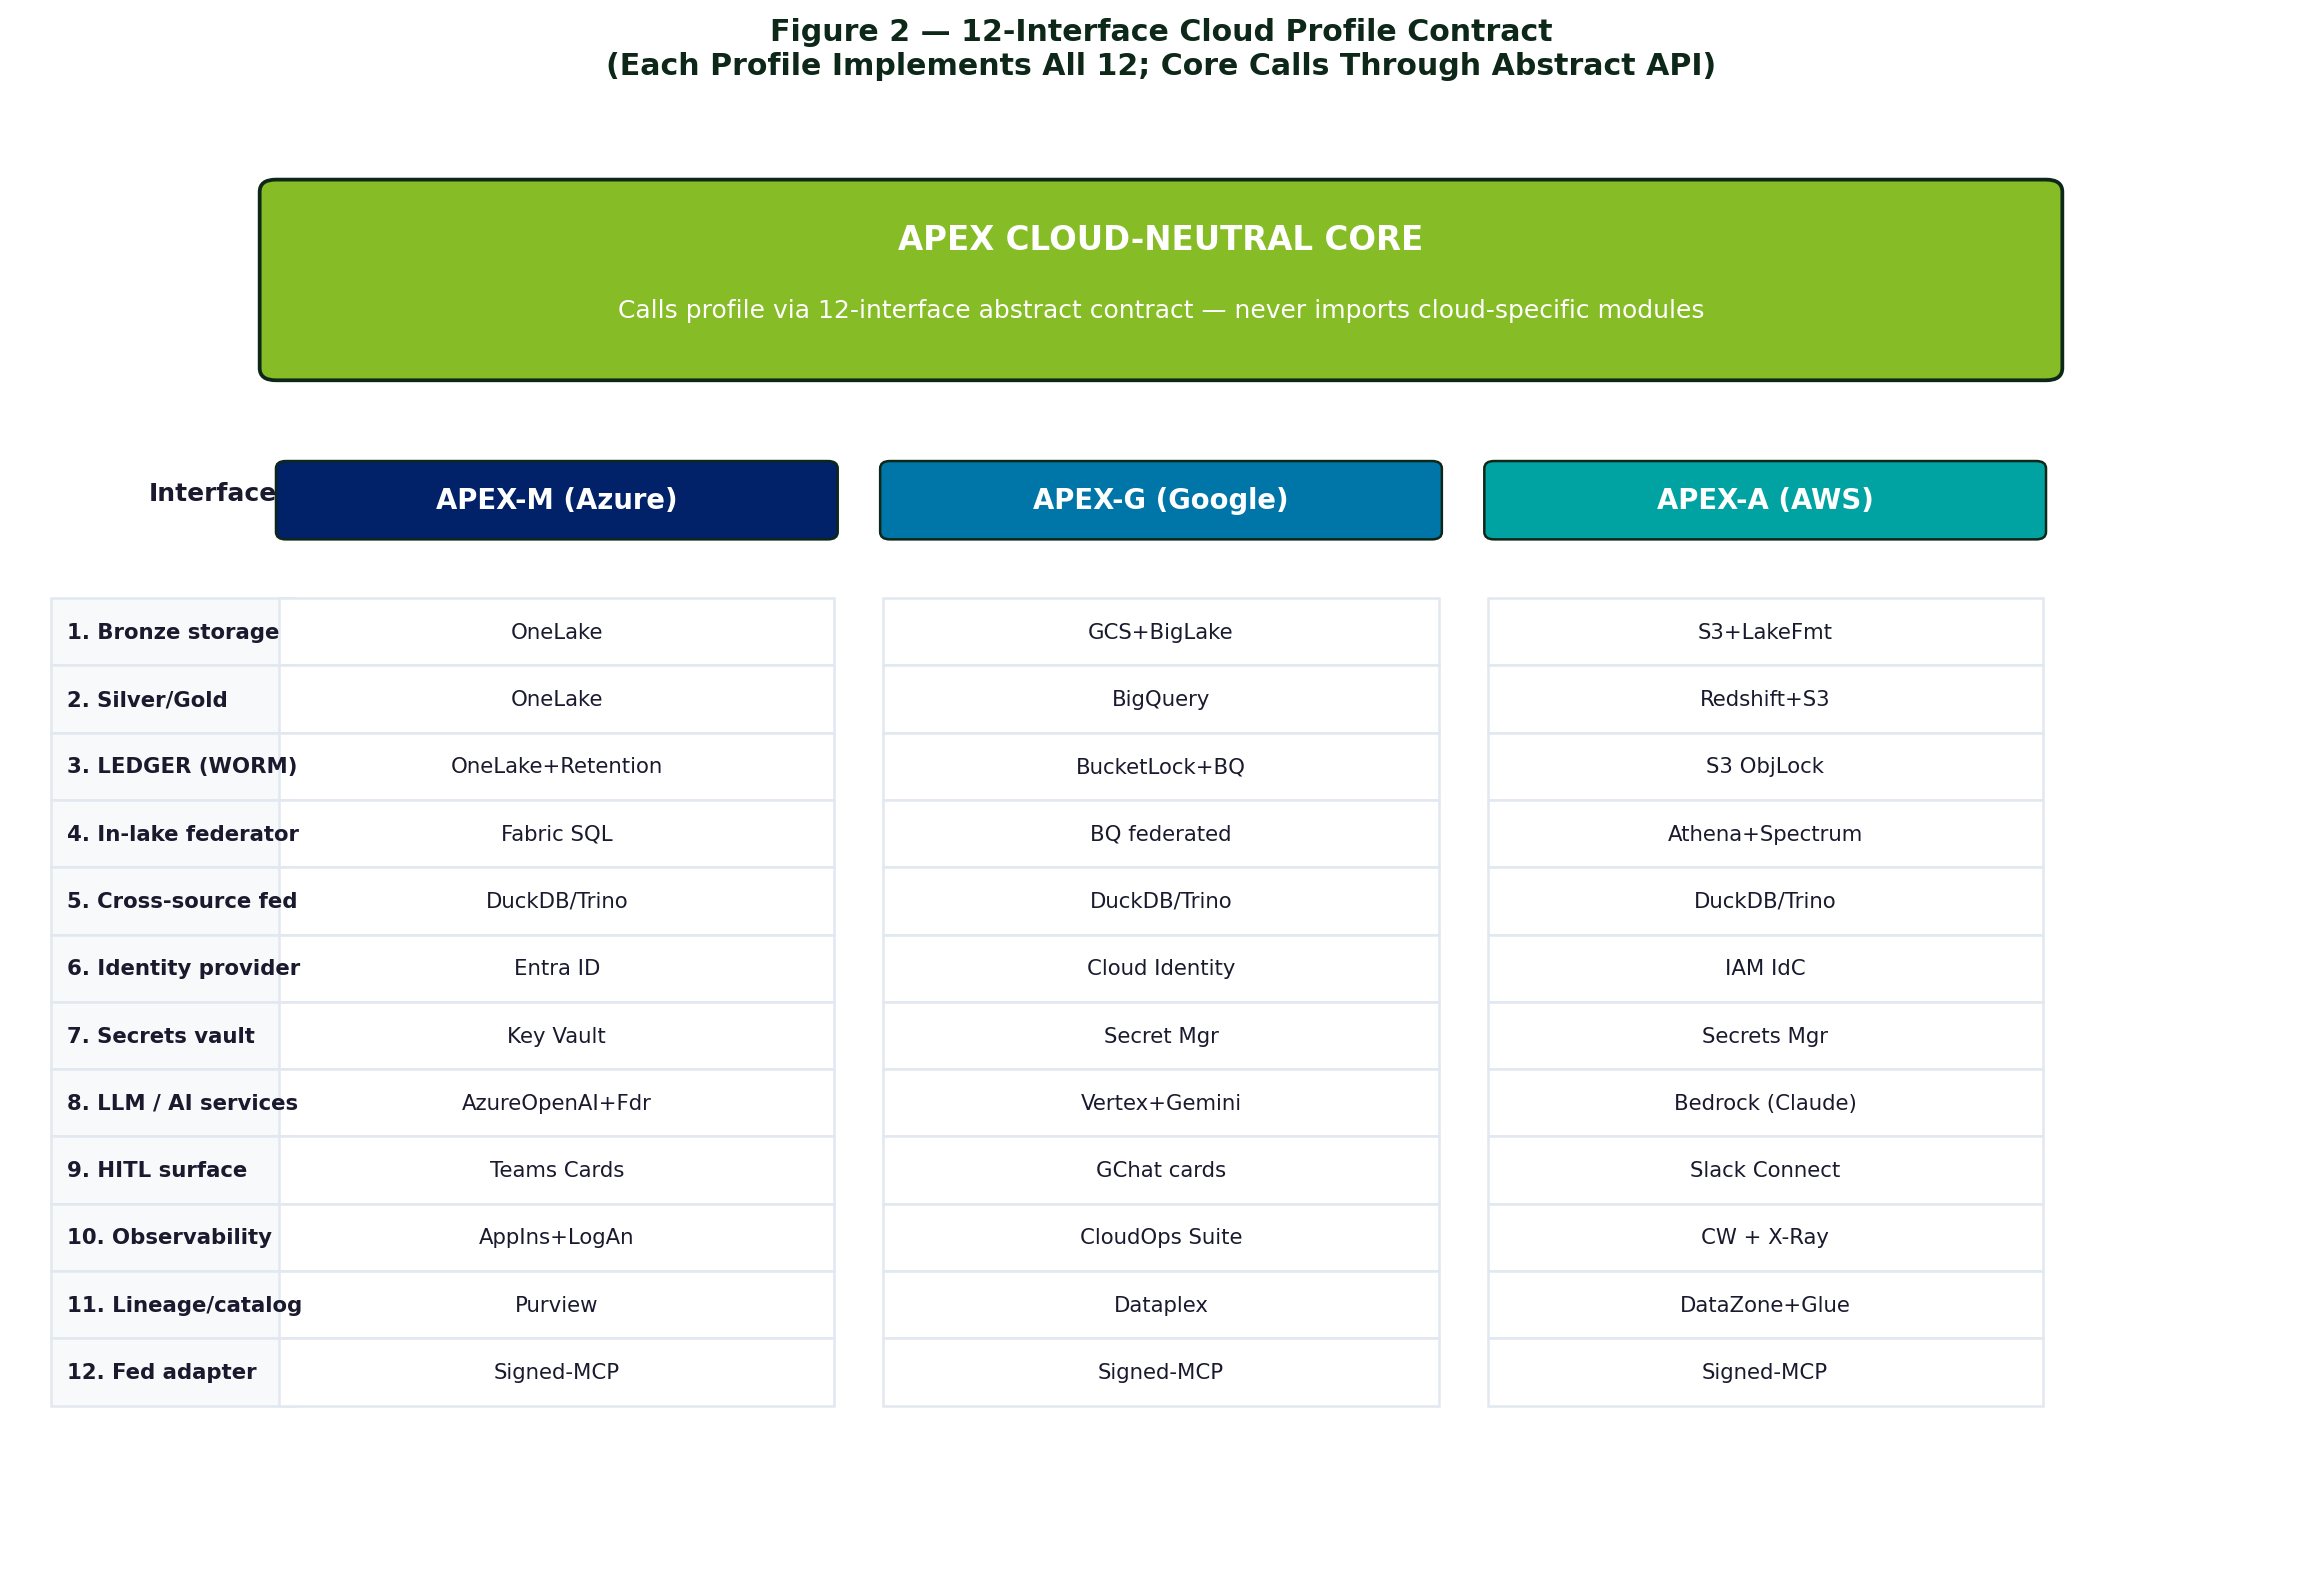 Figure 2 — 12-Interface Cloud Profile Contract
(Each Profile Implements All 12; Core Calls Through Abstract API)
APEX CLOUD-NEUTRAL CORE
Calls profile via 12-interface abstract contract — never imports cloud-specific modules
Interface APEX-M (Azure) APEX-G (Google) APEX-A (AWS)
1. Bronze storage OneLake GCS+BigLake S3+LakeFmt
2. Silver/Gold OneLake BigQuery Redshift+S3
3. LEDGER (WORM) OneLake+Retention BucketLock+BQ S3 ObjLock
4. In-lake federator Fabric SQL BQ federated Athena+Spectrum
5. Cross-source fed DuckDB/Trino DuckDB/Trino DuckDB/Trino
6. Identity provider Entra ID Cloud Identity IAM IdC
7. Secrets vault Key Vault Secret Mgr Secrets Mgr
8. LLM / AI services AzureOpenAI+Fdr Vertex+Gemini Bedrock (Claude)
9. HITL surface Teams Cards GChat cards Slack Connect
10. Observability AppIns+LogAn CloudOps Suite CW + X-Ray
11. Lineage/catalog Purview Dataplex DataZone+Glue
12. Fed adapter Signed-MCP Signed-MCP Signed-MCP